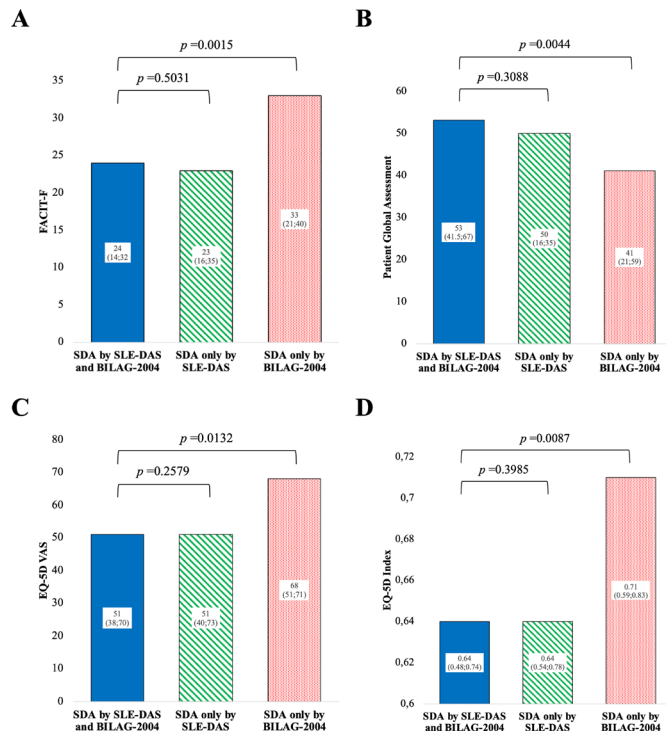 A
p =0.0015
p =0.5031
35
30
25
20
15
10
5
0
FACIT-F
24
(14;32
23
(16;35)
33
(21;40)
SDA by SLE-DAS
and BILAG-2004
SDA only by
SLE-DAS
SDA only by
BILAG-2004
B
p =0.0044
p =0.3088
60
50
40
30
20
10
0
Patient Global Assessment
53
(41.5;67)
50
(16;35)
41
(21;59)
SDA by SLE-DAS
and BILAG-2004
SDA only by
SLE-DAS
SDA only by
BILAG-2004
C
p =0.0132
p =0.2579
80
70
60
50
40
30
20
10
0
EQ-5D VAS
51
(38;70)
51
(40;73)
68
(51;71)
SDA by SLE-DAS
and BILAG-2004
SDA only by
SLE-DAS
SDA only by
BILAG-2004
D
p =0.0087
p =0.3985
0,72
0,7
0,68
0,66
0,64
0,62
0,6
EQ-5D Index
0.64
(0.48;0.74)
0.64
(0.54;0.78)
0.71
(0.59;0.83)
SDA by SLE-DAS
and BILAG-2004
SDA only by
SLE-DAS
SDA only by
BILAG-2004